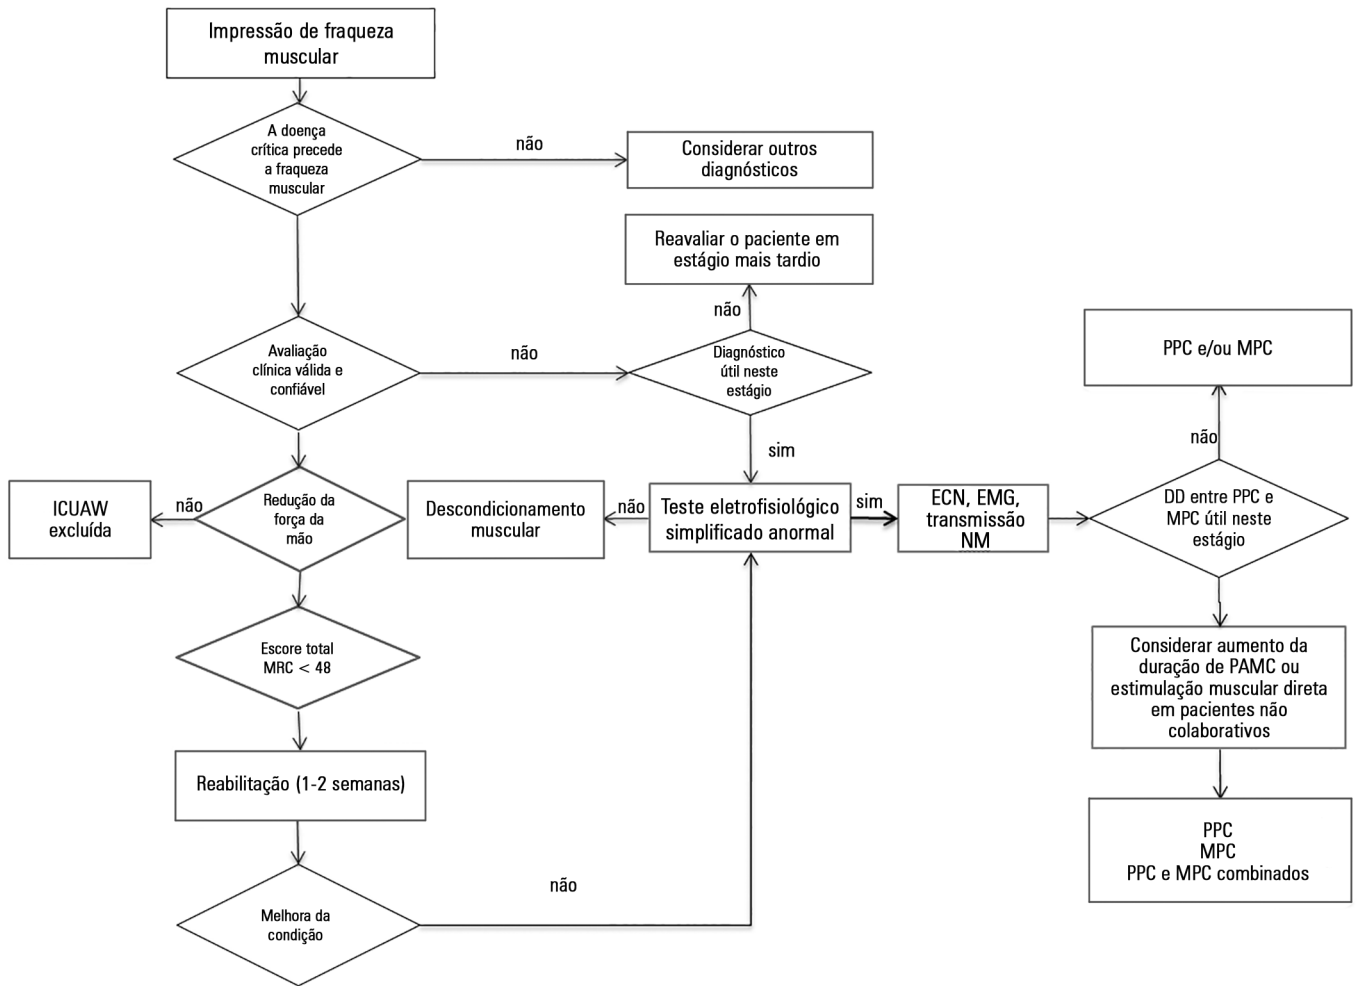 Impressão de fraqueza
muscular
A doença
crítica precede
a fraqueza
muscular
não
Considerar outros
diagnósticos
Reavaliar o paciente em
estágio mais tardio
não
Avaliação
clínica válida e
confiável
não
Diagnóstico
útil neste
estágio
sim
PPC e/ou MPC
não
ICUAW
excluída
não
Redução da
força da
mão
Descondicionamento
muscular
não
Teste eletrofisiológico
simplificado anormal
sim
ECN, EMG,
transmissão
NM
DD entre PPC e
MPC útil neste
estágio
Escore total
MRC < 48
Considerar aumento da
duração de PAMC ou
estimulação muscular direta
em pacientes não
colaborativos
Reabilitação (1-2 semanas)
PPC
MPC
PPC e MPC combinados
Melhora da
condição
não